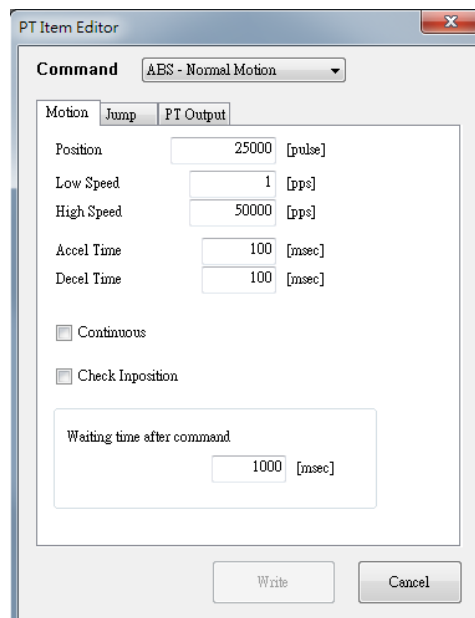 PT Item Editor
Command ABS - Normal Motion
Motion Jump PT Output
Position 25000 [pulse]
Low Speed 1 [pps]
High Speed 50000 [pps]
Accel Time 100 [msec]
Decel Time 100 [msec]
Continuous
Check Inposition
Waiting time after command
1000 [msec]
Write Cancel